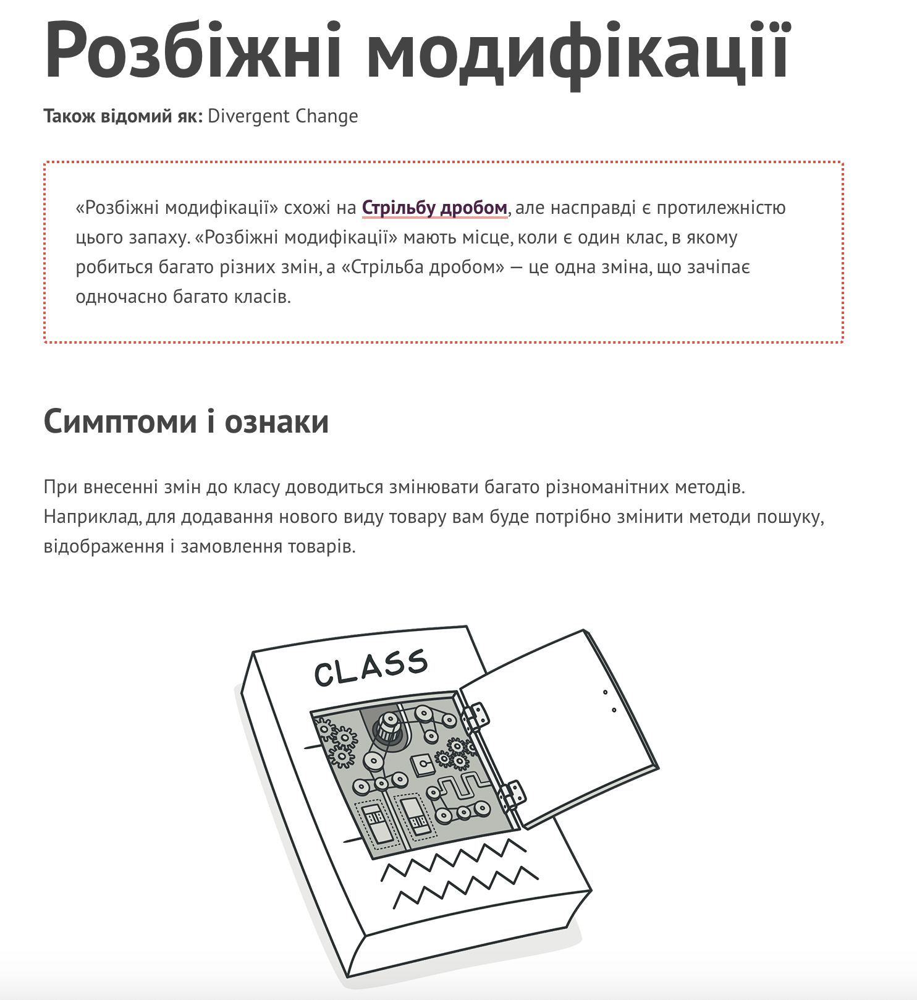 Розбіжні модифікації
Також відомий як: Divergent Change
«Розбіжні модифікації» схожі на Стрільбу дробом, але насправді є протилежністю
цього запаху. «Розбіжні модифікації» мають місце, коли є один клас, в якому
робиться багато різних змін, а «Стрільба дробом» — це одна зміна, що зачіпає
одночасно багато класів.
Симптоми і ознаки
При внесенні змін до класу доводиться змінювати багато різноманітних методів.
Наприклад, для додавання нового виду товару вам буде потрібно змінити методи пошуку,
відображення і замовлення товарів.
CLASS